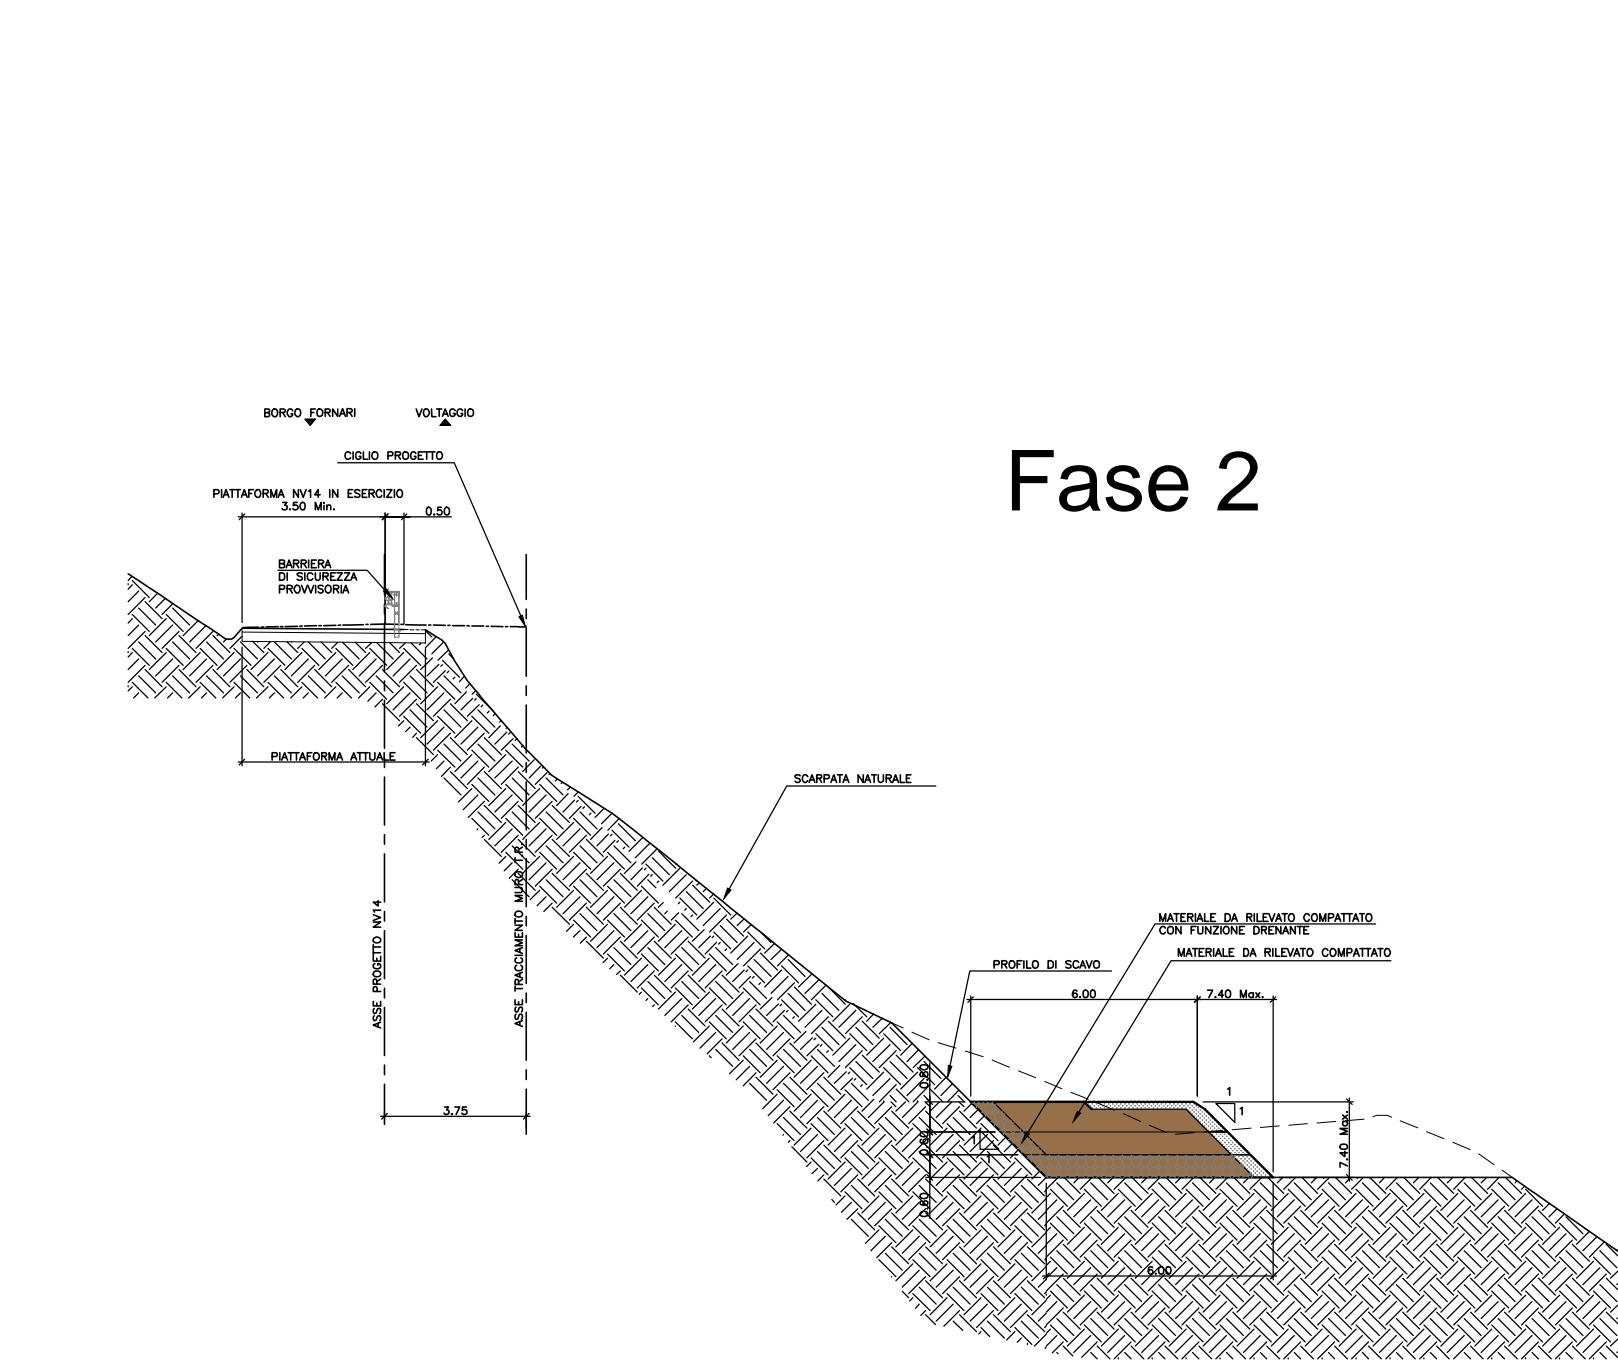 BORGO FORNARI
VOLTAGGIO
CIGLIO PROGETTO
Fase 2
PIATTAFORMA NV14 IN ESERCIZIO
3.50 Min.
0.50
BARRIERA
DI SICUREZZA
PROVVISORIA
PIATTAFORMA ATTUALE
SCARPATA NATURALE
ASSE PROGETTO NV14
ASSE TRACCIAMENTO MURO T.R.
MATERIALE DA RILEVATO COMPATTATO
CON FUNZIONE DRENANTE
MATERIALE DA RILEVATO COMPATTATO
PROFILO DI SCAVO
6.00
7.40 Max.
0.80
1
1
3.75
0.60
1
1
7.40 Max.
0.60
6.00